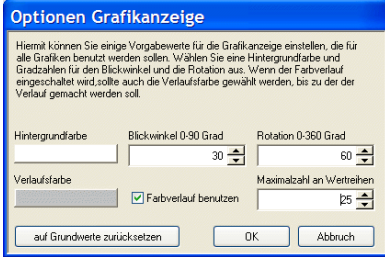 Optionen Grafikanzeige
Hiermit können Sie einige Vorgabewerte für die Grafikanzeige einstellen, die für
alle Grafiken benutzt werden sollen. Wählen Sie eine Hintergrundfarbe und
Gradzahlen für den Blickwinkel und die Rotation aus. Wenn der Farbverlauf
eingeschaltet wird,sollte auch die Verlaufsfarbe gewählt werden, bis zu der der
Verlauf gemacht werden soll.
Hintergrundfarbe Blickwinkel 0-90 Grad Rotation 0-360 Grad
30 60
Verlaufsfarbe Maximalzahl an Wertreihen
Farbverlauf benutzen 25
auf Grundwerte zurücksetzen OK Abbruch